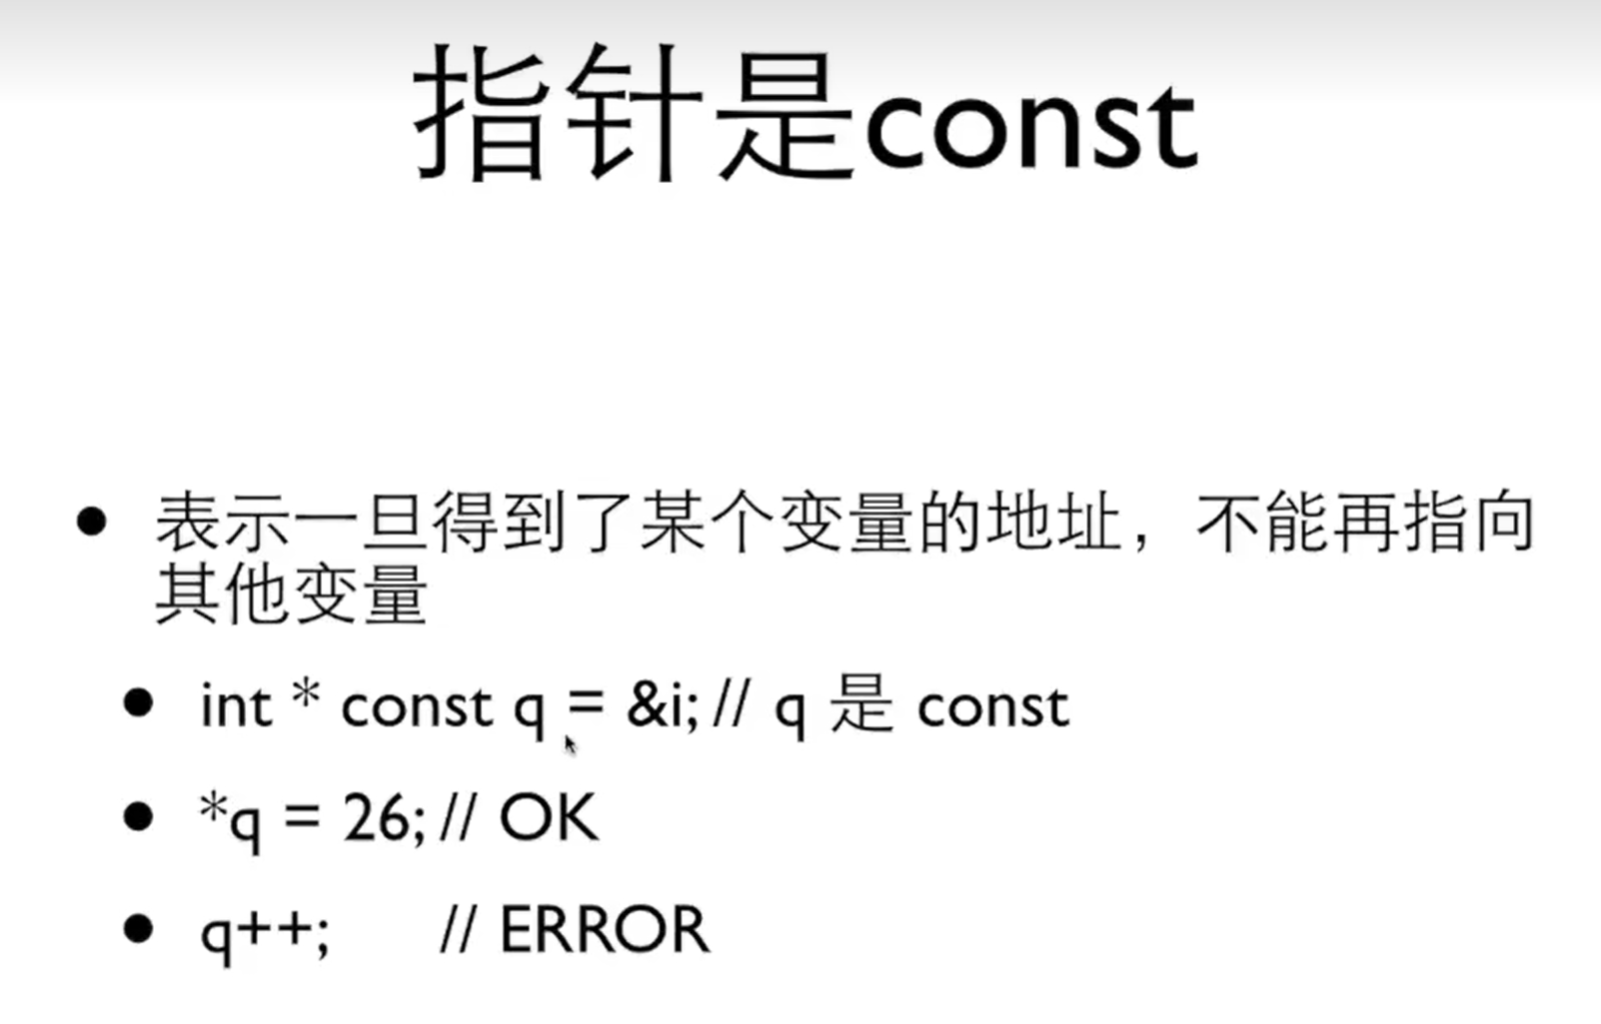 指针是const
表示一旦得到了某个变量的地址，不能再指向
其他变量
int * const q = &i; // q 是 const
*q = 26; // OK
q++; // ERROR